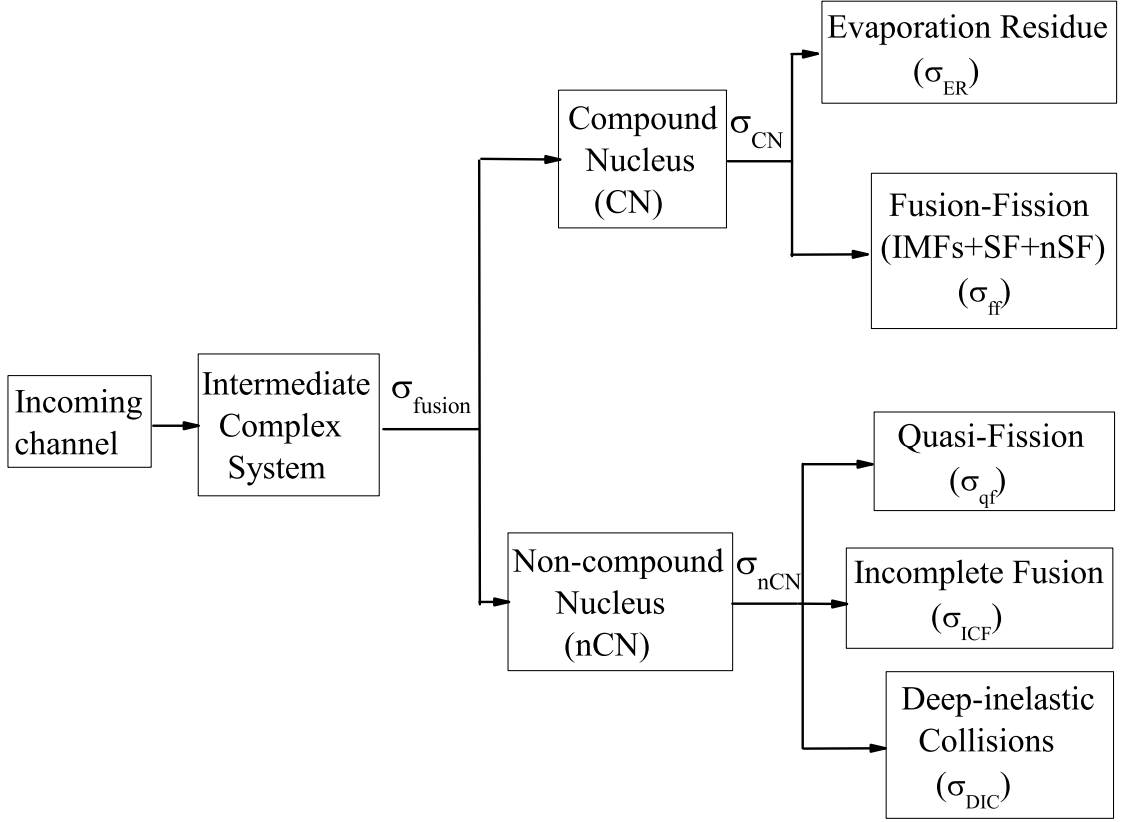 Incoming
channel
Intermediate
Complex
System
σfusion
Compound
Nucleus
(CN)
σCN
Evaporation Residue
(σER)
Fusion-Fission
(IMFs+SF+nSF)
(σff)
Non-compound
Nucleus
(nCN)
σnCN
Quasi-Fission
(σqf)
Incomplete Fusion
(σICF)
Deep-inelastic
Collisions
(σDIC)